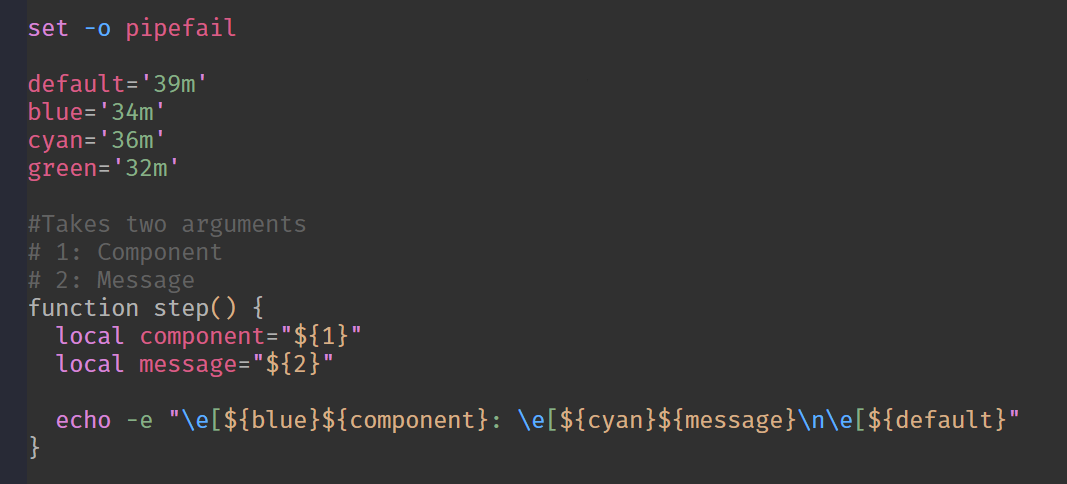 set -o pipefail
default='39m'
blue='34m'
cyan='36m'
green='32m'
#Takes two arguments
# 1: Component
# 2: Message
function step() {
  local component="${1}"
  local message="${2}"
  echo -e "\e[${blue}${component}: \e[${cyan}${message}\n\e[${default}"
}